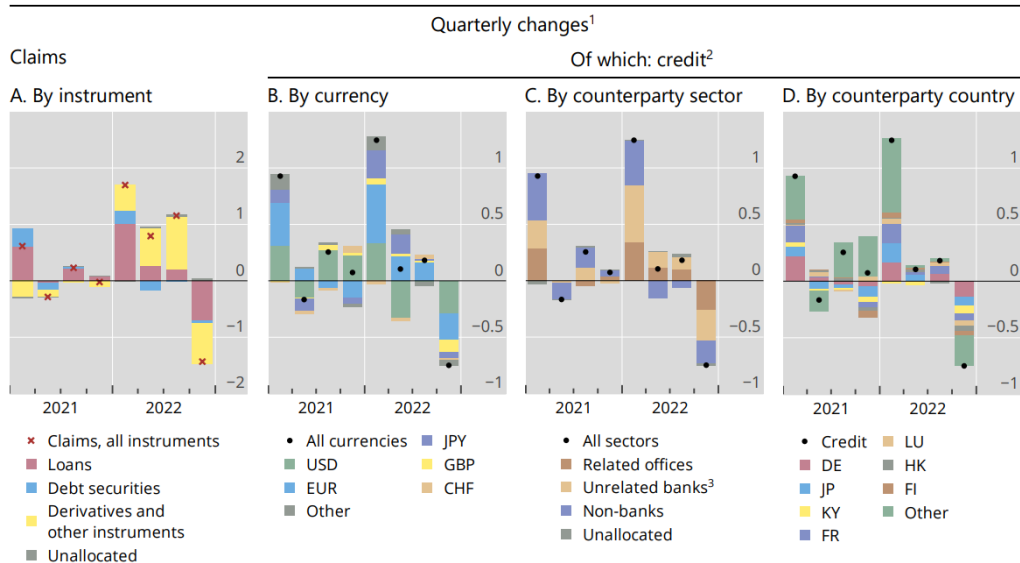 Quarterly changes¹
Claims
Of which: credit²
A. By instrument
B. By currency
C. By counterparty sector
D. By counterparty country
2
1
0
−1
−2
2021
2022
1
0.5
0
−0.5
−1
2021
2022
1
0.5
0
−0.5
−1
2021
2022
1
0.5
0
−0.5
−1
2021
2022
Claims, all instruments
Loans
Debt securities
Derivatives and
other instruments
Unallocated
All currencies
USD
EUR
Other
JPY
GBP
CHF
All sectors
Related offices
Unrelated banks³
Non-banks
Unallocated
Credit
DE
JP
KY
FR
LU
HK
FI
Other